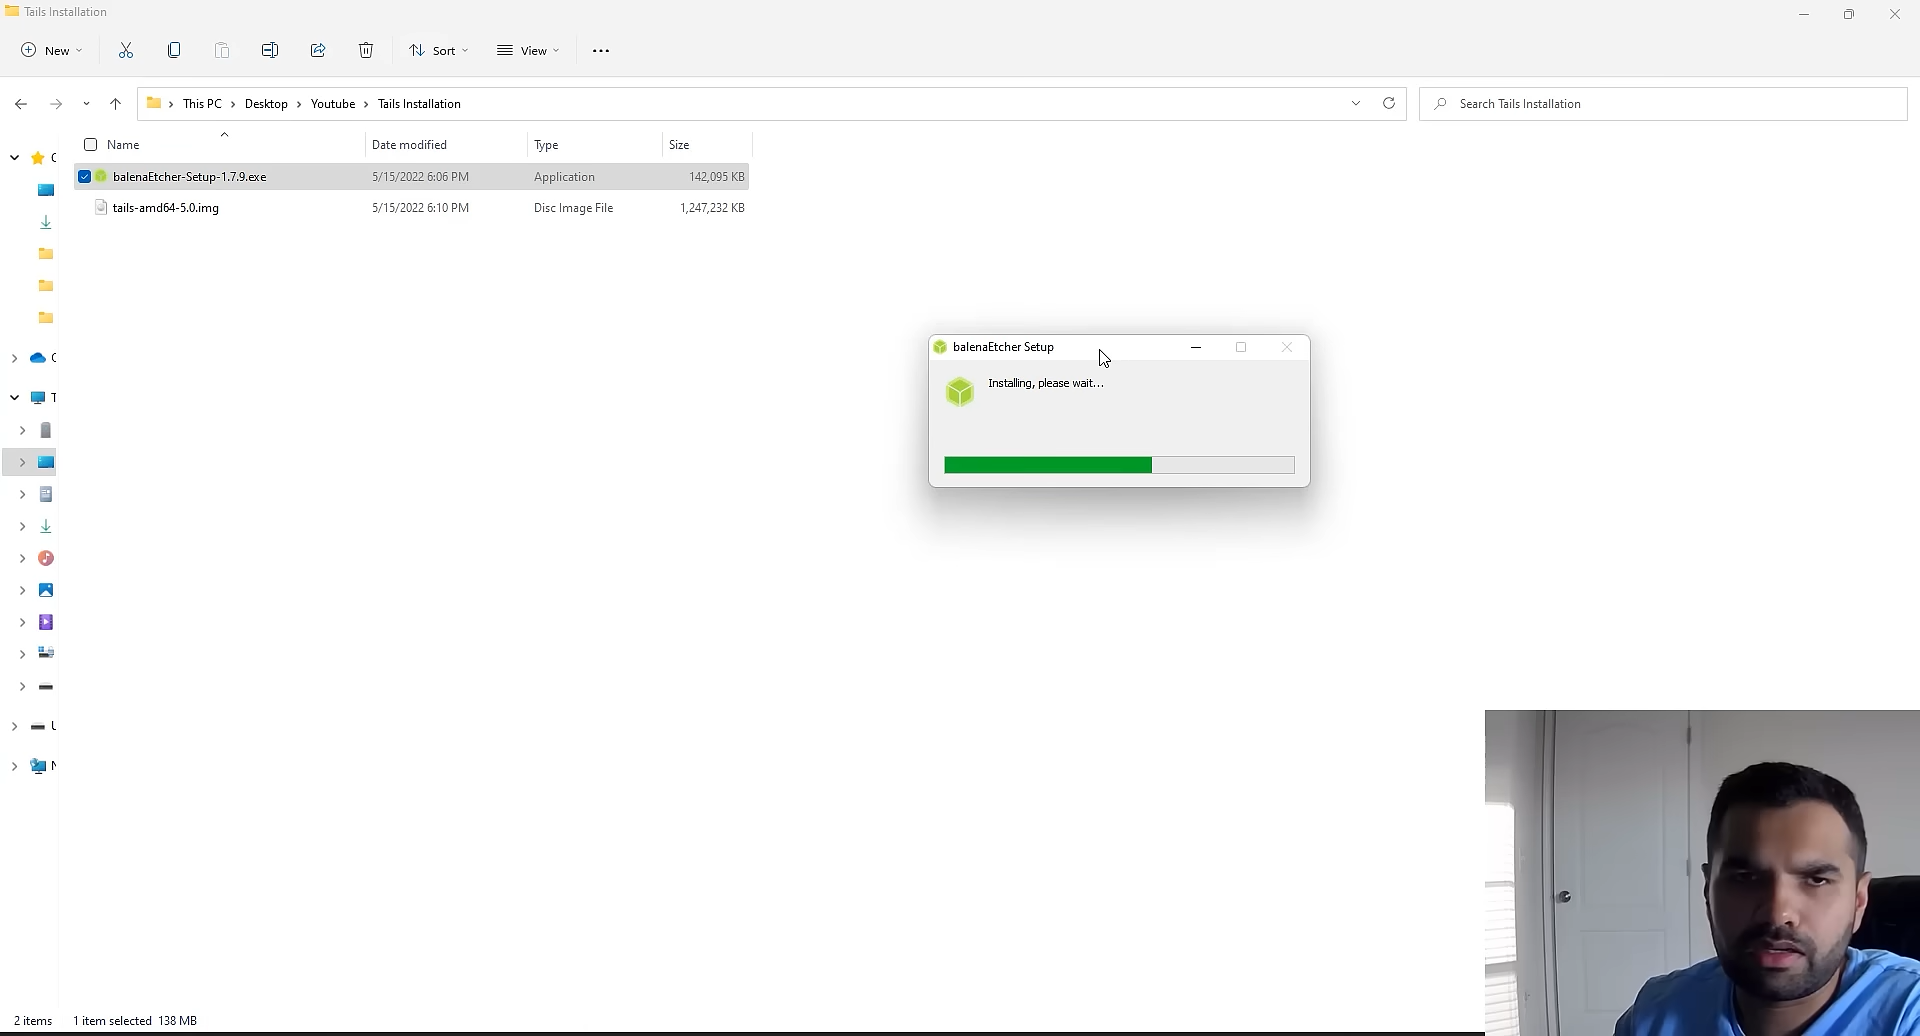 Tails Installation
New
Sort
View
This PC
Desktop
Youtube
Tails Installation
Search Tails Installation
Name
Date modified
Type
Size
balenaEtcher-Setup-1.7.9.exe
5/15/2022 6:06 PM
Application
142,095 KB
tails-amd64-5.0.img
5/15/2022 6:10 PM
Disc Image File
1,247,232 KB
balenaEtcher Setup
Installing, please wait...
2 items
1 item selected 138 MB